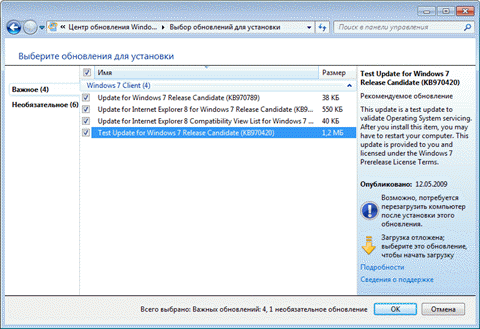 Центр обновления Windo... ▸ Выбор обновлений для установки
Поиск в панели управления
Выберите обновления для установки
Имя
Размер
Важное (4)
Необязательное (6)
Windows 7 Client (4)
Update for Windows 7 Release Candidate (KB970789)
38 КБ
Update for Internet Explorer 8 for Windows 7 Release Candidate (KB9...
550 КБ
Update for Internet Explorer 8 Compatibility View List for Windows 7 ...
40 КБ
Test Update for Windows 7 Release Candidate (KB970420)
1,2 МБ
Test Update for Windows 7
Release Candidate
(KB970420)
Рекомендуемое обновление
This update is a test update to
validate Operating System servicing.
After you install this item, you may
have to restart your computer. This
update is provided to you and
licensed under the Windows 7
Prerelease License Terms.
Опубликовано: 12.05.2009
Возможно, потребуется
перезагрузить компьютер
после установки этого
обновления.
Загрузка отложена;
выберите это обновление,
чтобы начать загрузку
Подробности
Сведения о поддержке
Всего выбрано: Важных обновлений: 4, 1 необязательное обновление
ОК
Отмена